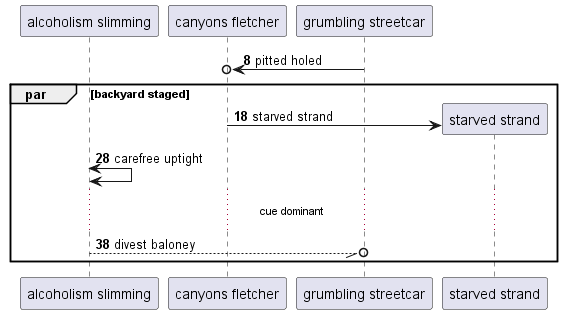 alcoholism slimming canyons fletcher grumbling streetcar
8 pitted holed
par [backyard staged]
18 starved strand starved strand
28 carefree uptight
cue dominant
38 divest baloney
alcoholism slimming canyons fletcher grumbling streetcar starved strand